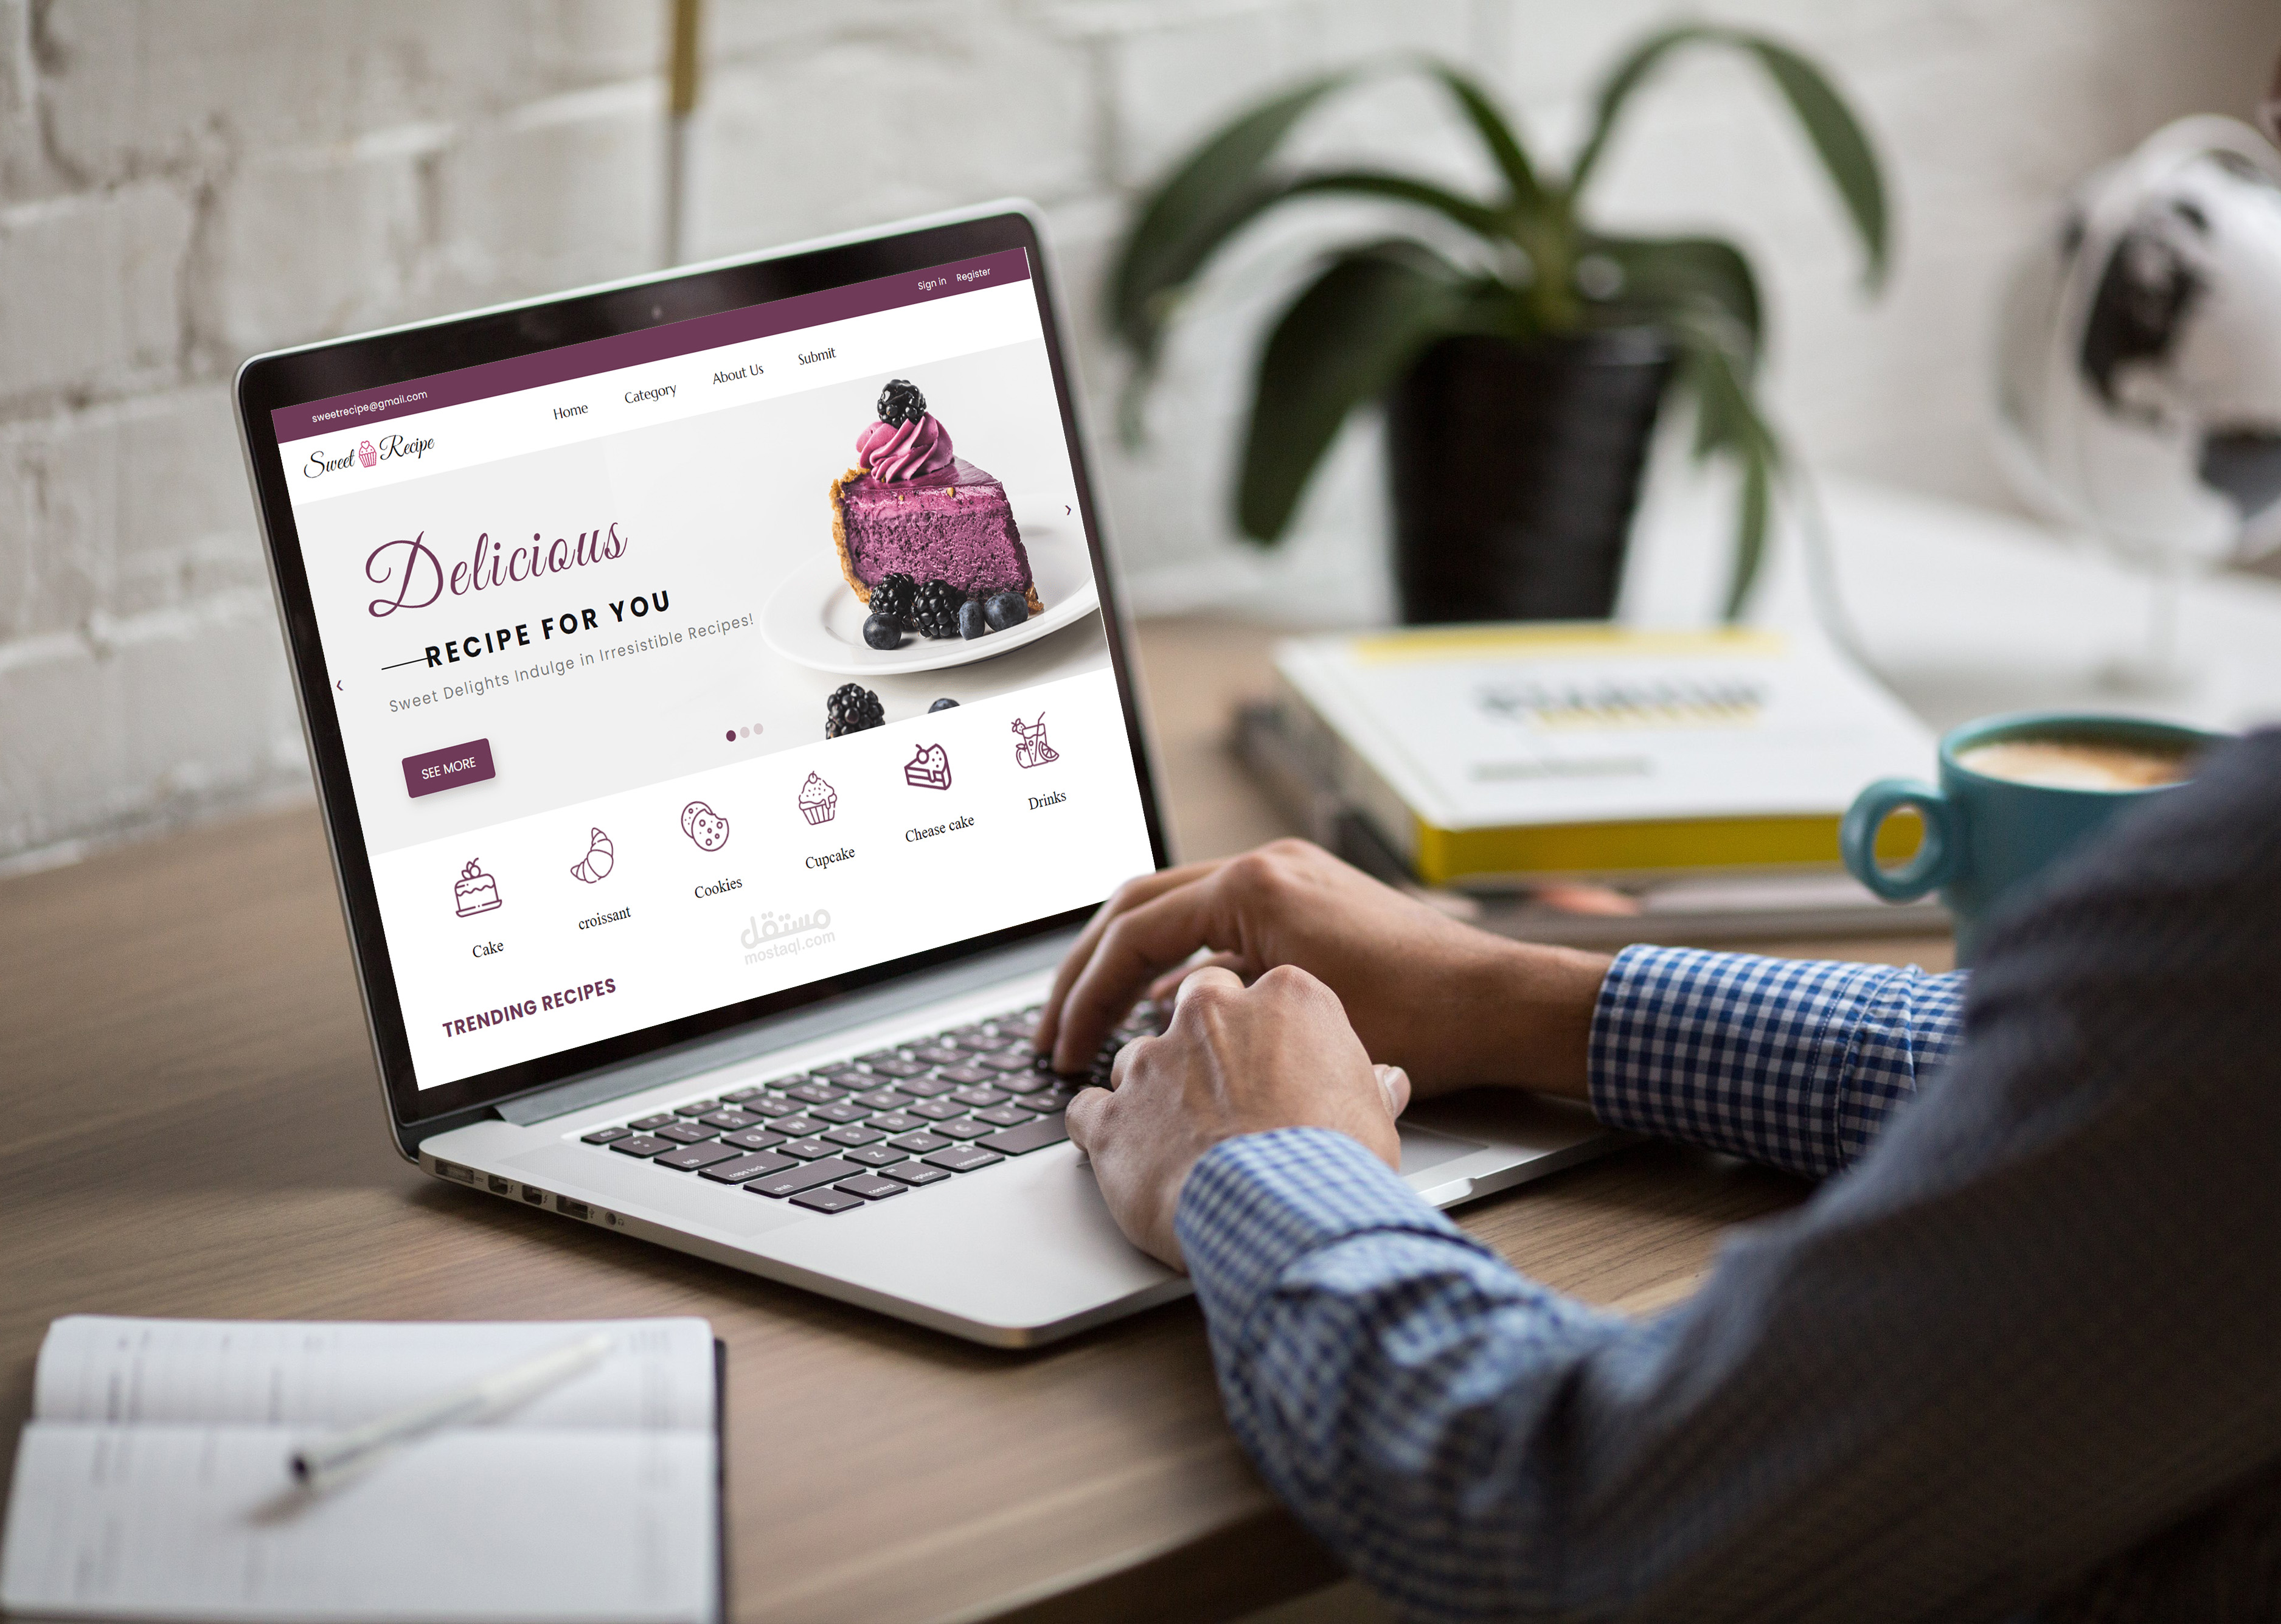 sweetrecipe@gmail.com
Sign in Register
Sweet Recipe
Home Category About Us Submit
Delicious
RECIPE FOR YOU
Sweet Delights Indulge in Irresistible Recipes!
SEE MORE
Cake croissant Cookies Cupcake Chease cake Drinks
TRENDING RECIPES
مستقل
mostaql.com